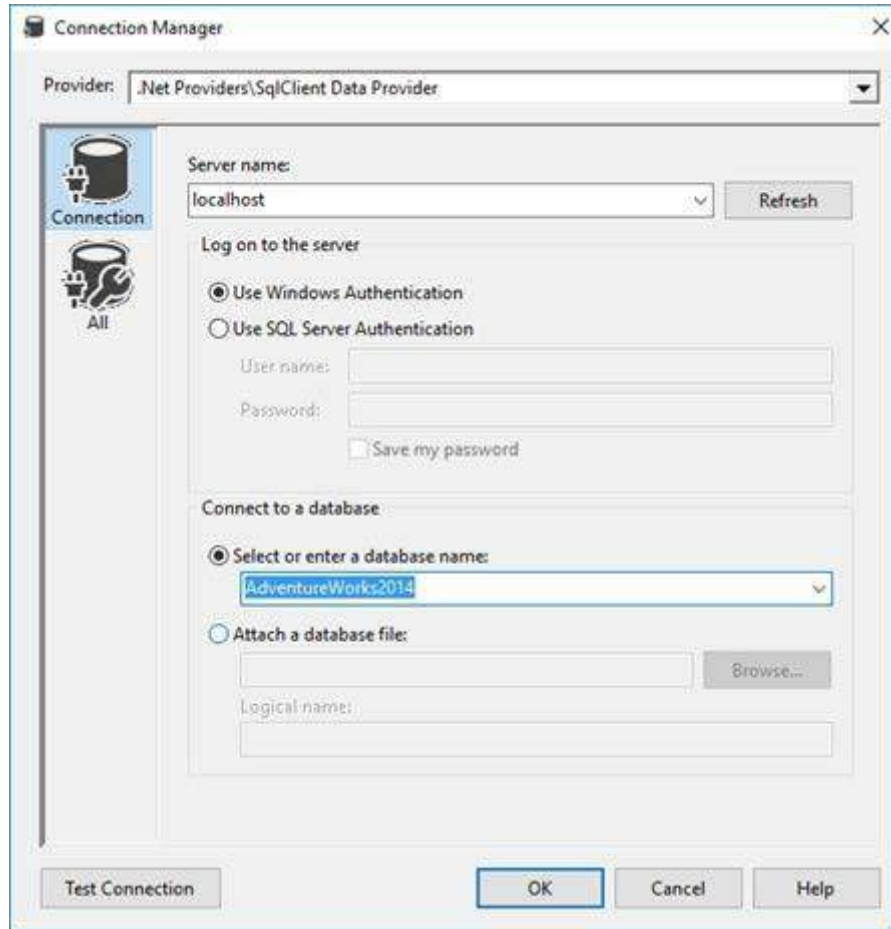 Connection Manager
Provider: .Net Providers\SqlClient Data Provider
Connection
All
Server name:
localhost
Refresh
Log on to the server
Use Windows Authentication
Use SQL Server Authentication
User name:
Password:
Save my password
Connect to a database
Select or enter a database name:
AdventureWorks2014
Attach a database file:
Browse...
Logical name:
Test Connection OK Cancel Help